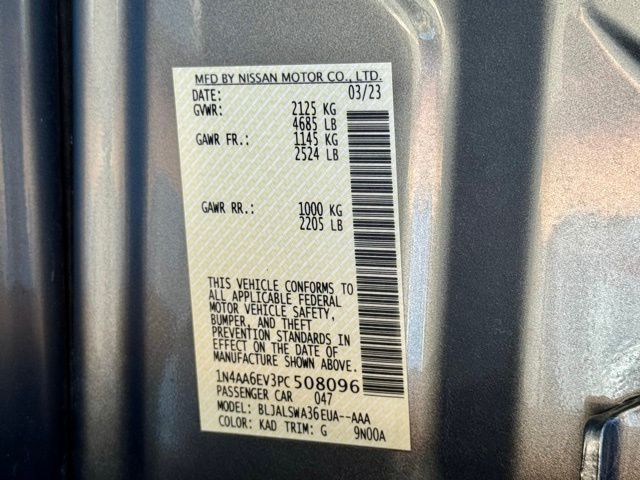 MFD BY NISSAN MOTOR CO., LTD.
DATE: 03/23
GVWR: 2125 KG
4685 LB
GAWR FR.: 1145 KG
2524 LB
GAWR RR.: 1000 KG
2205 LB
THIS VEHICLE CONFORMS TO
ALL APPLICABLE FEDERAL
MOTOR VEHICLE SAFETY,
BUMPER, AND THEFT
PREVENTION STANDARDS IN
EFFECT ON THE DATE OF
MANUFACTURE SHOWN ABOVE.
1N4AA6EV3PC508096
PASSENGER CAR 047
MODEL: BLJALSWA36EUA--AAA
COLOR: KAD TRIM: G 9N00A